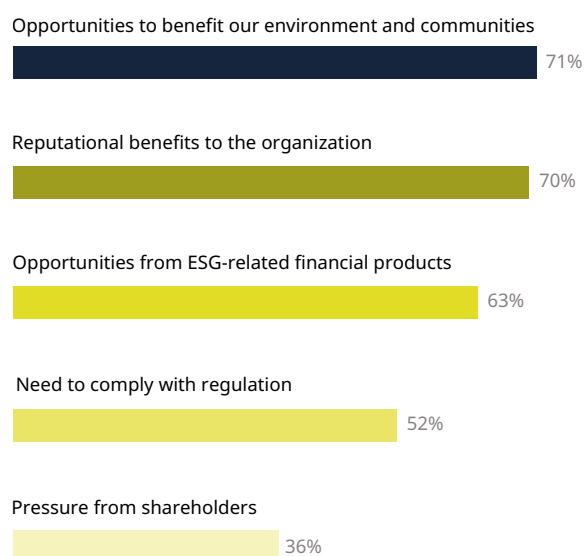 Opportunities to benefit our environment and communities
71%
Reputational benefits to the organization
70%
Opportunities from ESG-related financial products
63%
Need to comply with regulation
52%
Pressure from shareholders
36%